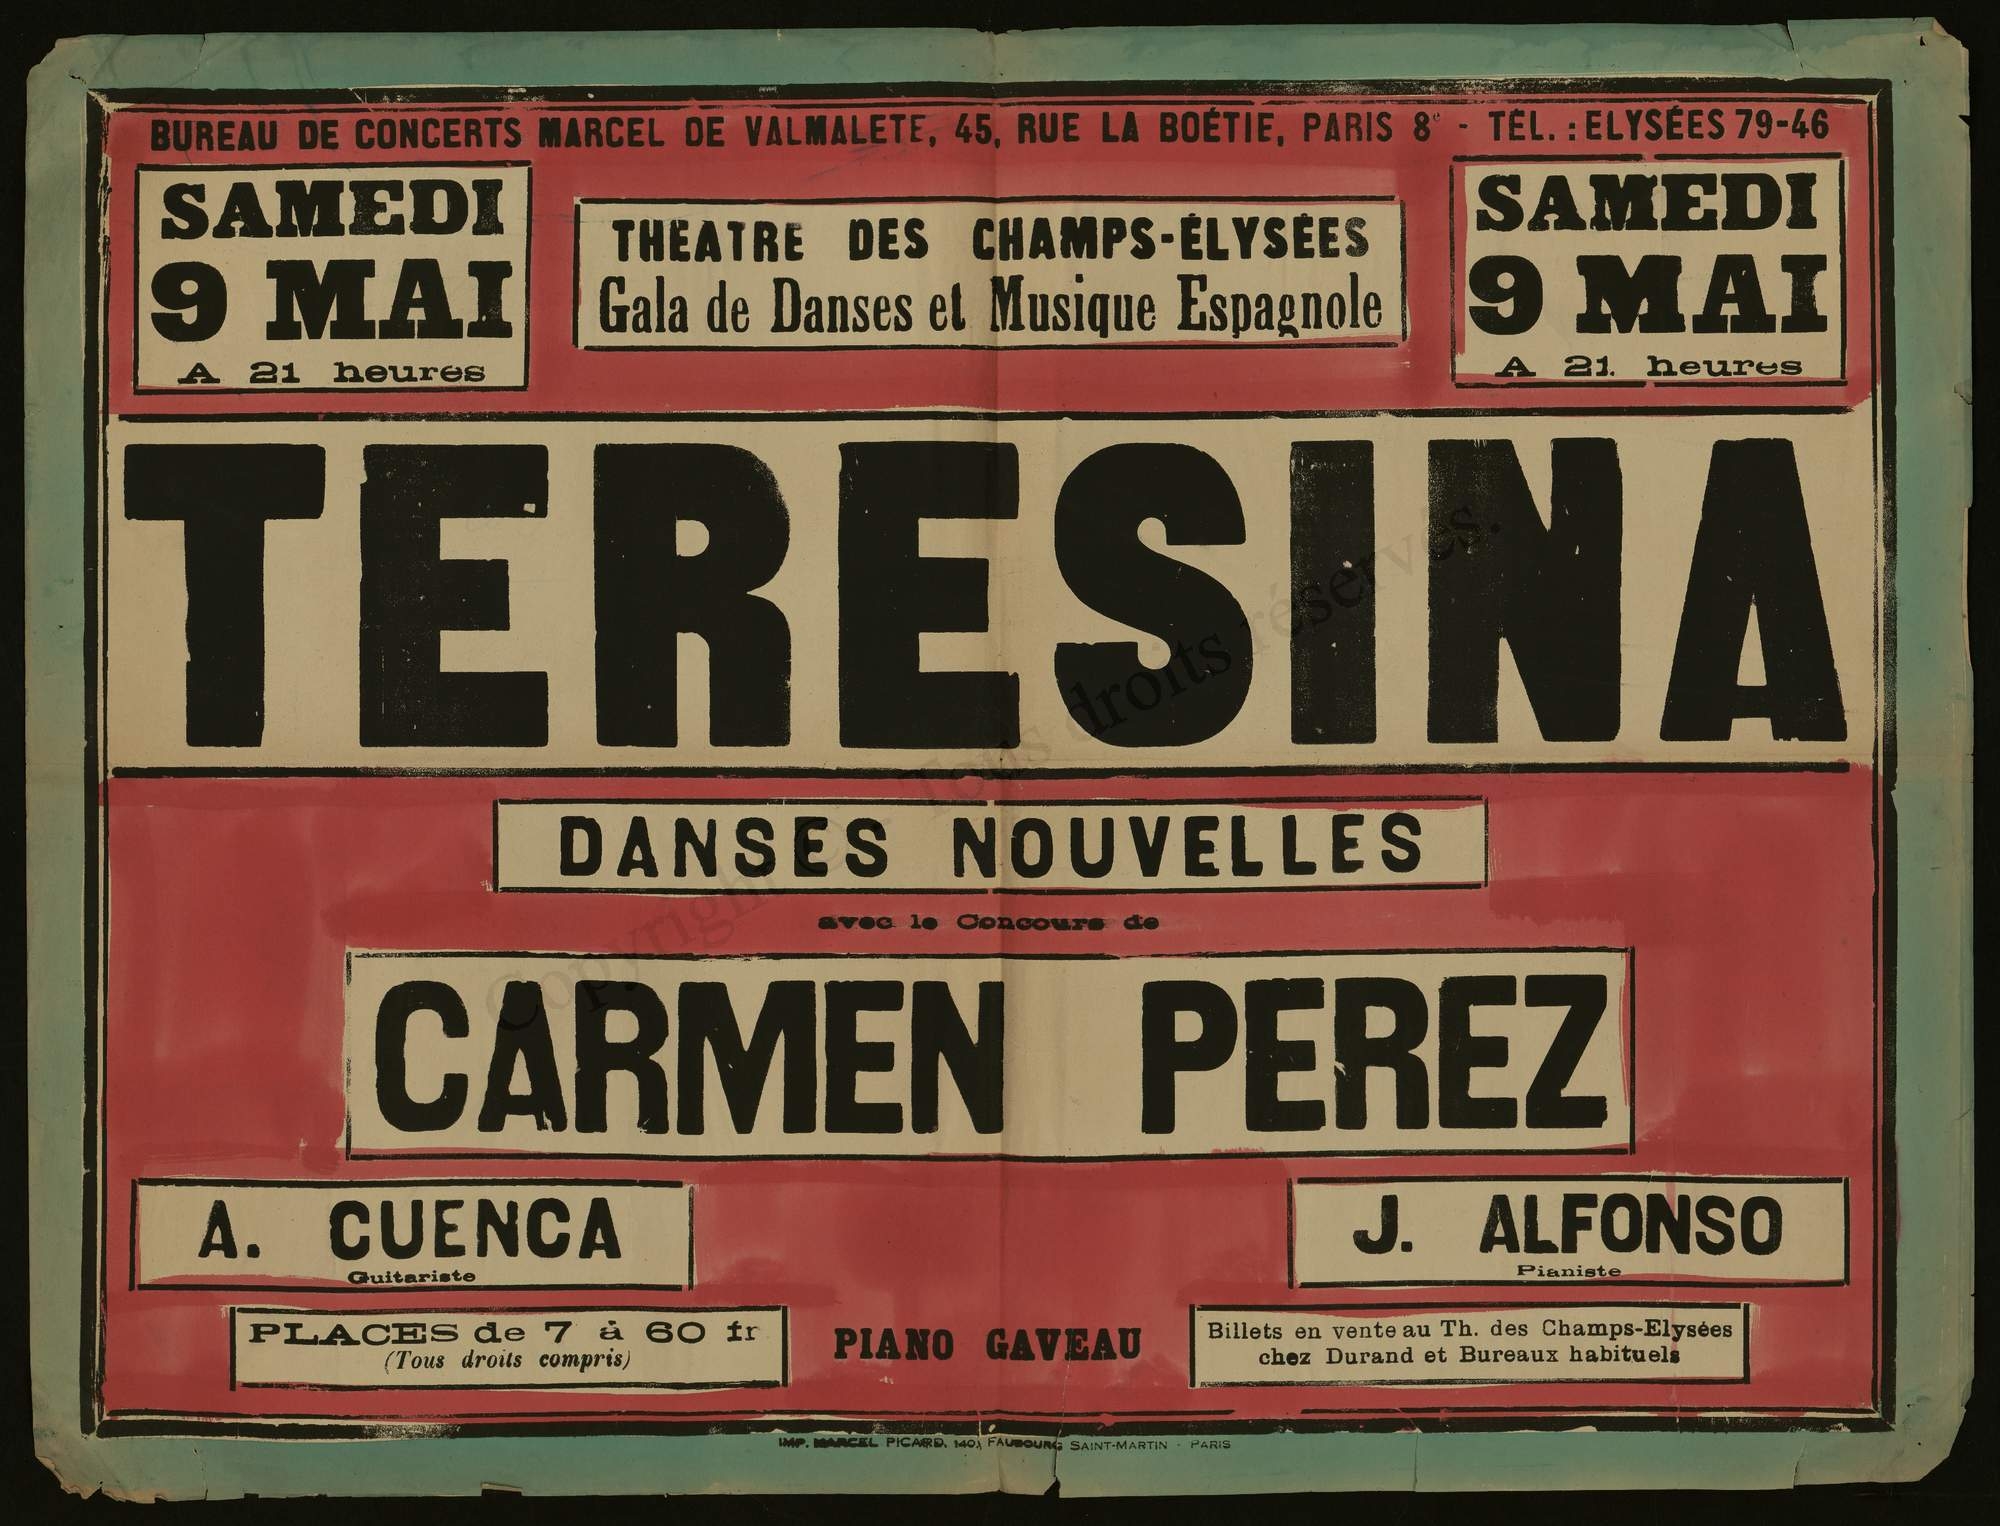 BUREAU DE CONCERTS MARCEL DE VALMALETE, 45, RUE LA BOÉTIE, PARIS 8e - TÉL. : ELYSÉES 79-46
SAMEDI
9 MAI
A 21 heures
THEATRE DES CHAMPS-ÉLYSÉES
Gala de Danses et Musique Espagnole
SAMEDI
9 MAI
A 21 heures
TERESINA
DANSES NOUVELLES
avec le Concours de
CARMEN PEREZ
A. CUENCA
Guitariste
J. ALFONSO
Pianiste
PLACES de 7 à 60 fr
(Tous droits compris)
PIANO GAVEAU
Billets en vente au Th. des Champs-Elysées
chez Durand et Bureaux habituels
IMP. MARCEL PICARD, 140, FAUBOURG SAINT-MARTIN - PARIS
Copyright © - Tous droits réservés.